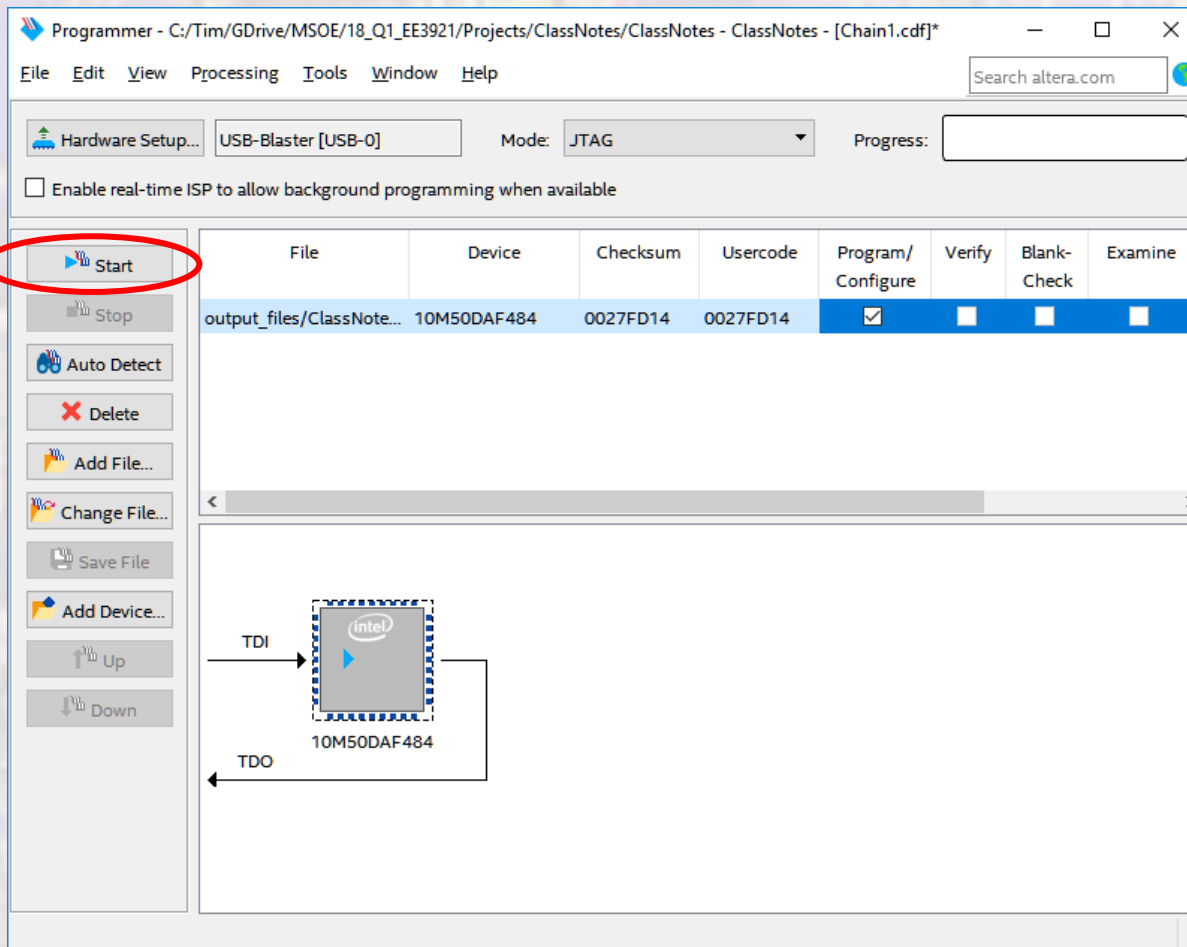 Programmer - C:/Tim/GDrive/MSOE/18_Q1_EE3921/Projects/ClassNotes/ClassNotes - ClassNotes - [Chain1.cdf]*
File Edit View Processing Tools Window Help
Search altera.com
Hardware Setup... USB-Blaster [USB-0] Mode: JTAG Progress:
Enable real-time ISP to allow background programming when available
Start
Stop
Auto Detect
Delete
Add File...
Change File...
Save File
Add Device...
Up
Down
File Device Checksum Usercode Program/ Verify Blank- Examine
Configure Check
output_files/ClassNote... 10M50DAF484 0027FD14 0027FD14
intel
TDI
10M50DAF484
TDO